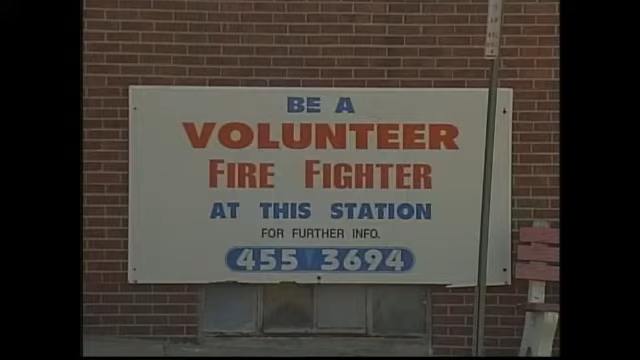 BE A
VOLUNTEER
FIRE FIGHTER
AT THIS STATION
FOR FURTHER INFO.
455 3694